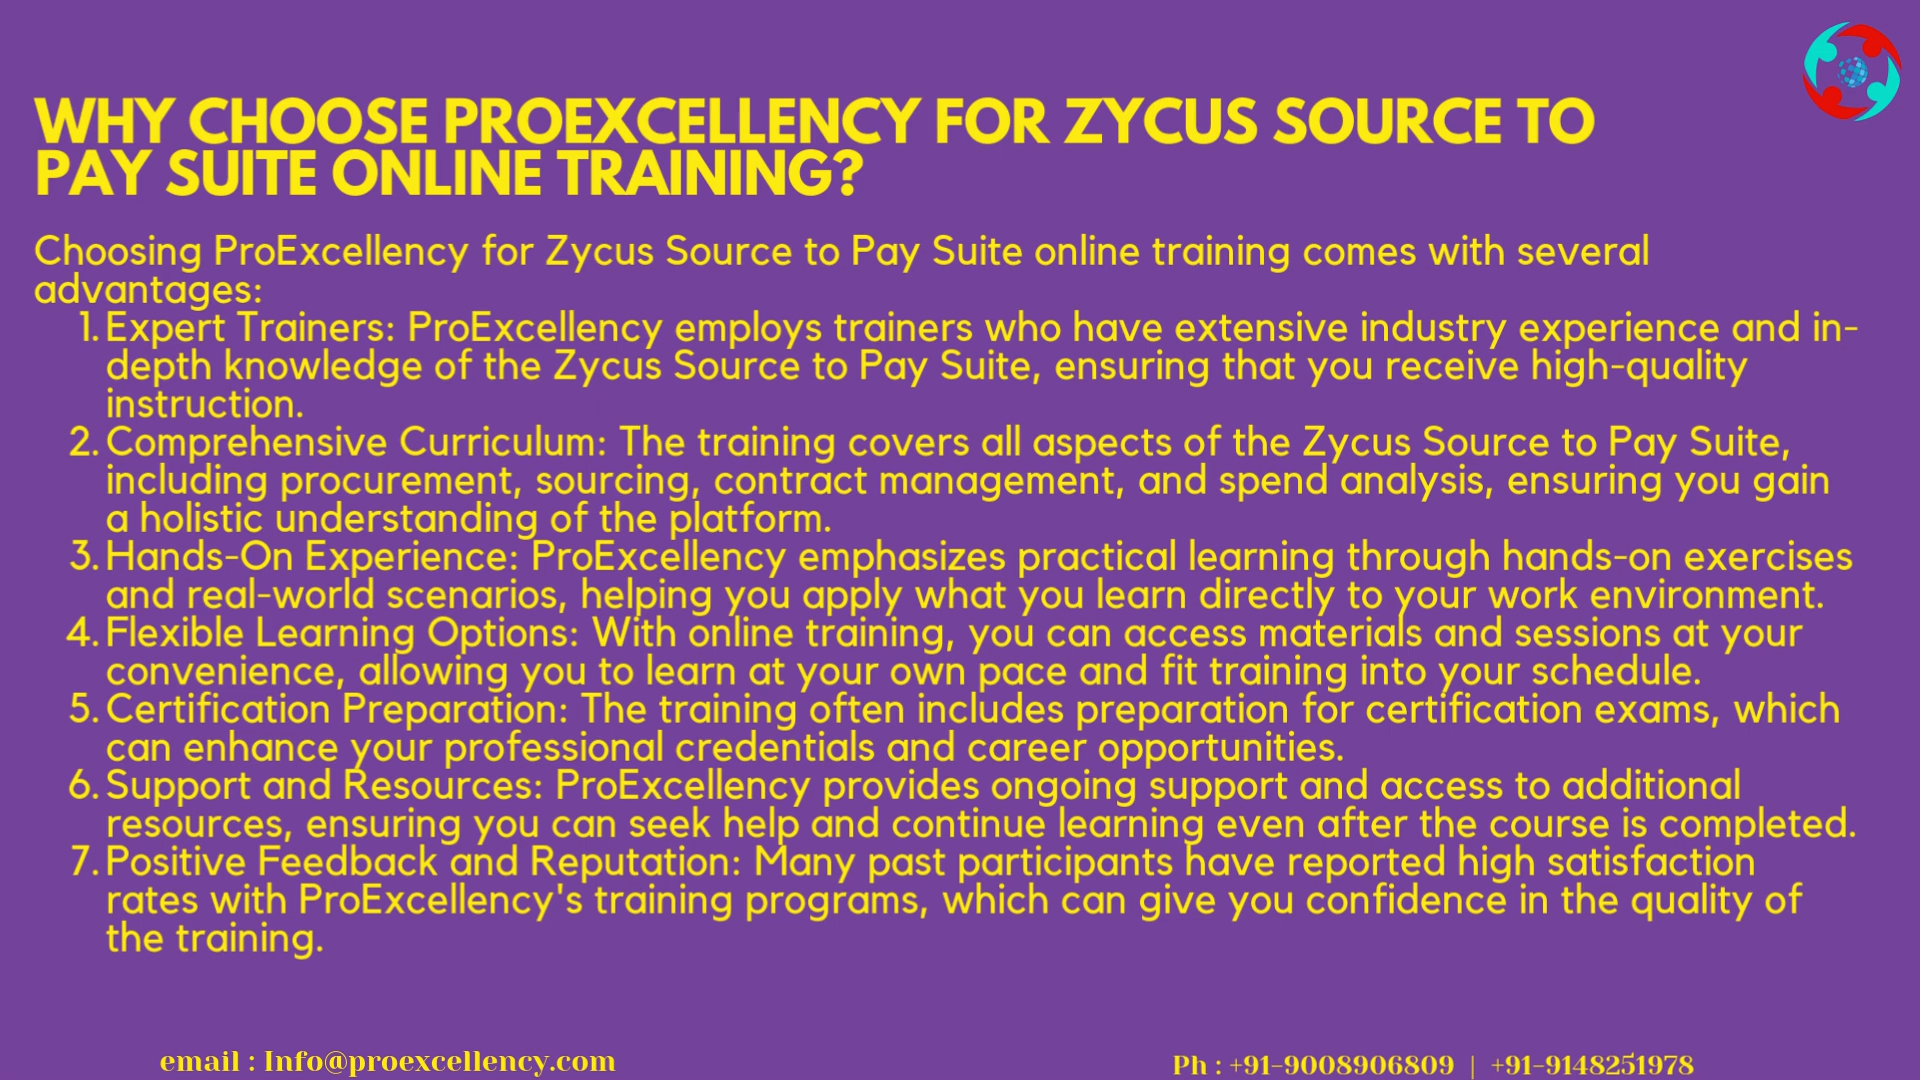 WHY CHOOSE PROEXCELLENCY FOR ZYCUS SOURCE TO
PAY SUITE ONLINE TRAINING?
Choosing ProExcellency for Zycus Source to Pay Suite online training comes with several
advantages:
1. Expert Trainers: ProExcellency employs trainers who have extensive industry experience and in-
depth knowledge of the Zycus Source to Pay Suite, ensuring that you receive high-quality
instruction.
2. Comprehensive Curriculum: The training covers all aspects of the Zycus Source to Pay Suite,
including procurement, sourcing, contract management, and spend analysis, ensuring you gain
a holistic understanding of the platform.
3. Hands-On Experience: ProExcellency emphasizes practical learning through hands-on exercises
and real-world scenarios, helping you apply what you learn directly to your work environment.
4. Flexible Learning Options: With online training, you can access materials and sessions at your
convenience, allowing you to learn at your own pace and fit training into your schedule.
5. Certification Preparation: The training often includes preparation for certification exams, which
can enhance your professional credentials and career opportunities.
6. Support and Resources: ProExcellency provides ongoing support and access to additional
resources, ensuring you can seek help and continue learning even after the course is completed.
7. Positive Feedback and Reputation: Many past participants have reported high satisfaction
rates with ProExcellency's training programs, which can give you confidence in the quality of
the training.
email : Info@proexcellency.com
Ph : +91-9008906809 | +91-9148251978